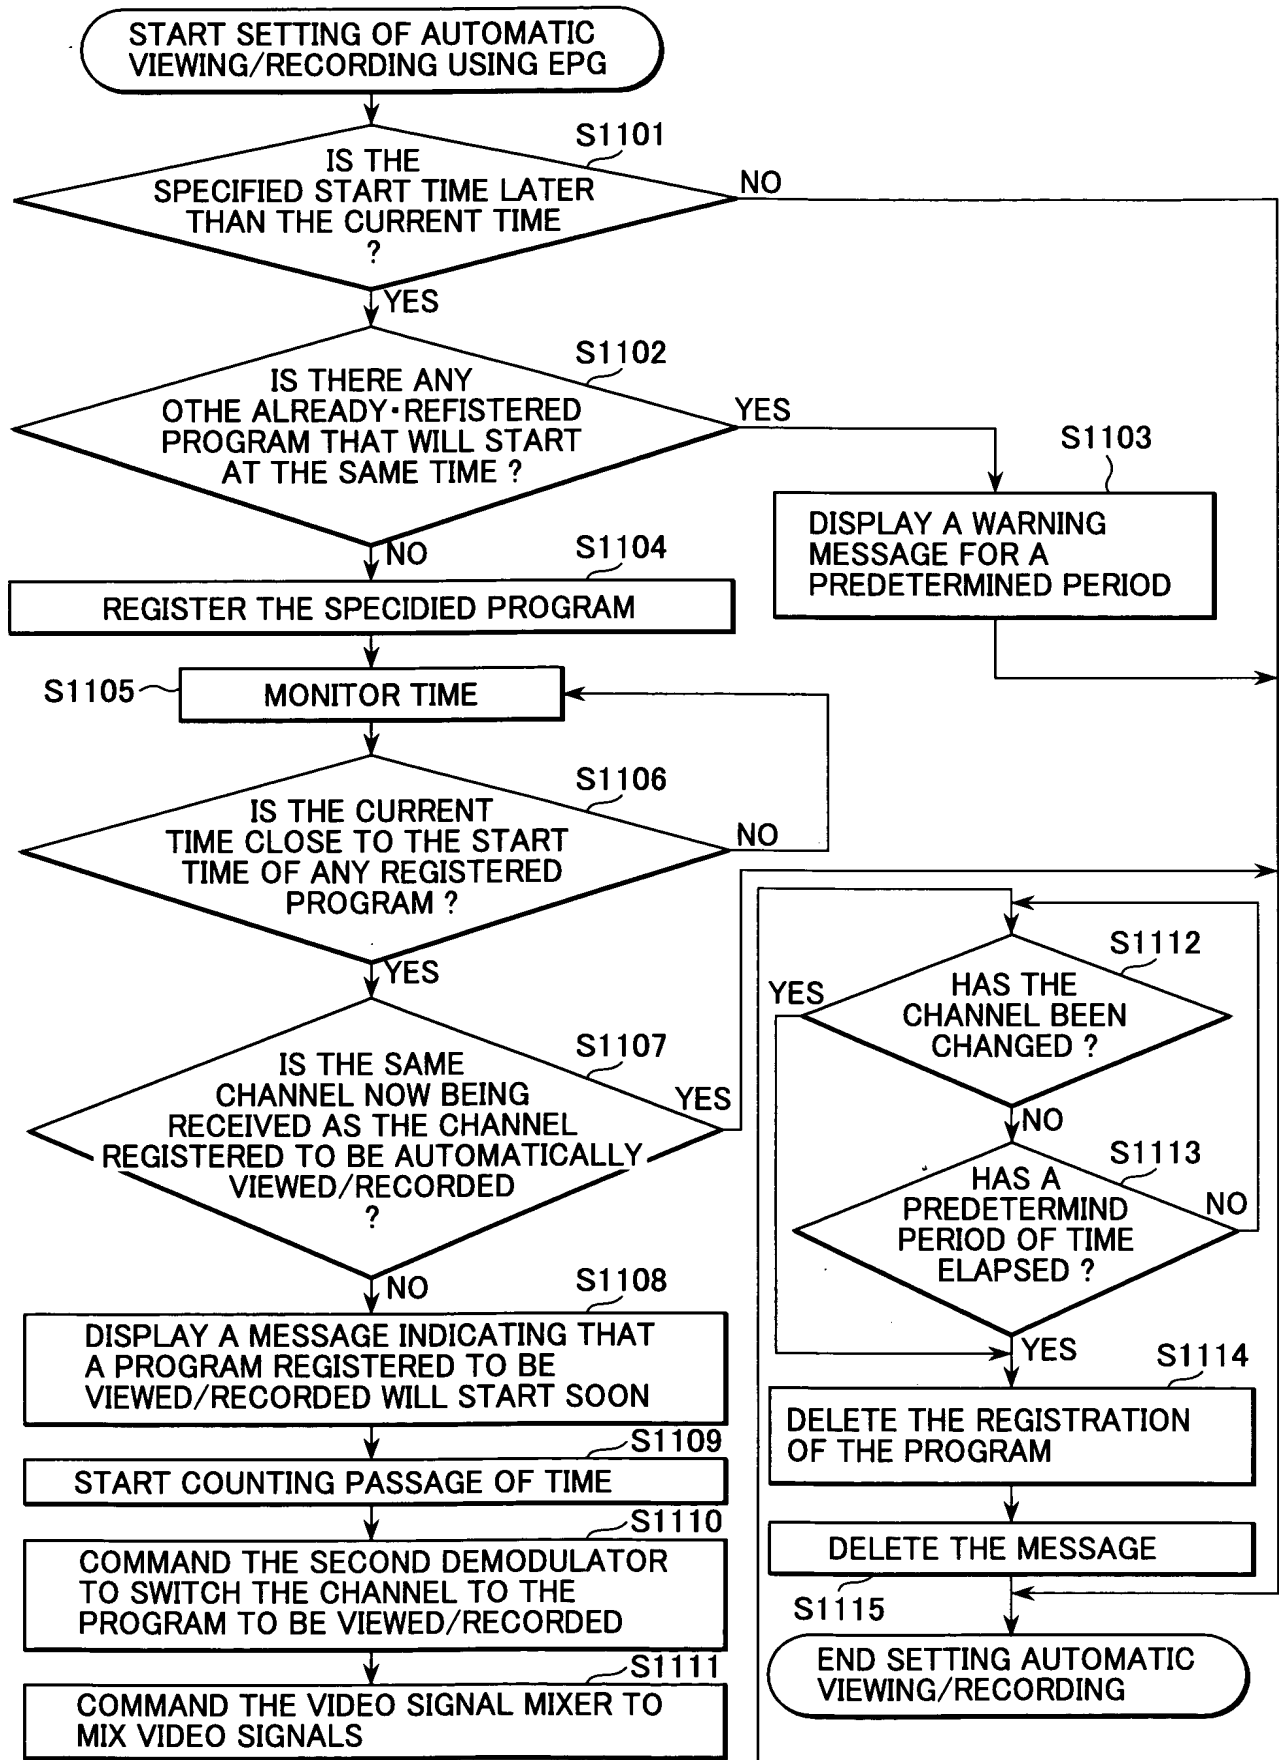 START SETTING OF AUTOMATIC
VIEWING/RECORDING USING EPG
S1101
IS THE
SPECIFIED START TIME LATER
THAN THE CURRENT TIME
?
NO
YES
S1102
IS THERE ANY
OTHE ALREADY·REFISTERED
PROGRAM THAT WILL START
AT THE SAME TIME ?
YES
NO
S1103
DISPLAY A WARNING
MESSAGE FOR A
PREDETERMINED PERIOD
S1104
REGISTER THE SPECIDIED PROGRAM
S1105
MONITOR TIME
S1106
IS THE CURRENT
TIME CLOSE TO THE START
TIME OF ANY REGISTERED
PROGRAM ?
NO
YES
S1107
IS THE SAME
CHANNEL NOW BEING
RECEIVED AS THE CHANNEL
REGISTERED TO BE AUTOMATICALLY
VIEWED/RECORDED
?
YES
NO
S1108
DISPLAY A MESSAGE INDICATING THAT
A PROGRAM REGISTERED TO BE
VIEWED/RECORDED WILL START SOON
S1109
START COUNTING PASSAGE OF TIME
S1110
COMMAND THE SECOND DEMODULATOR
TO SWITCH THE CHANNEL TO THE
PROGRAM TO BE VIEWED/RECORDED
S1111
COMMAND THE VIDEO SIGNAL MIXER TO
MIX VIDEO SIGNALS
S1112
HAS THE
CHANNEL BEEN
CHANGED ?
YES
NO
S1113
HAS A
PREDETERMIND
PERIOD OF TIME
ELAPSED ?
NO
YES
S1114
DELETE THE REGISTRATION
OF THE PROGRAM
DELETE THE MESSAGE
S1115
END SETTING AUTOMATIC
VIEWING/RECORDING